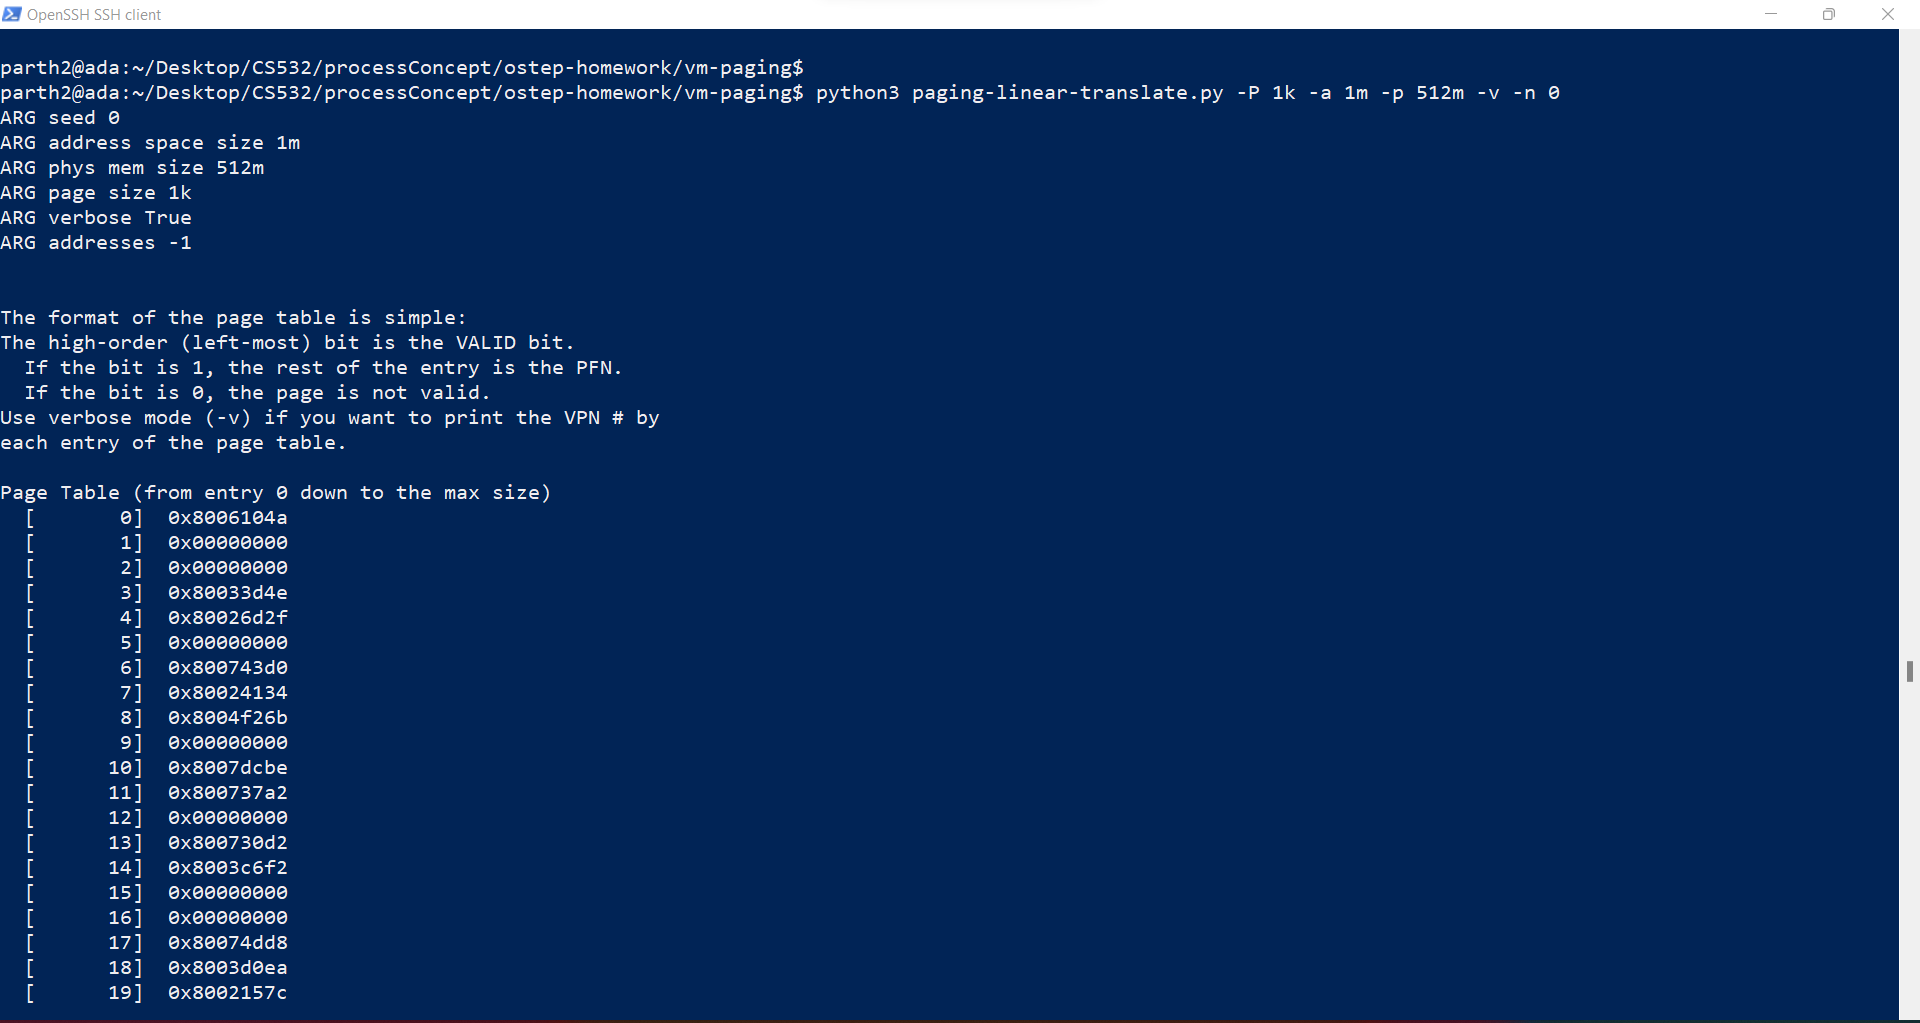 OpenSSH SSH client
parth2@ada:~/Desktop/CS532/processConcept/ostep-homework/vm-paging$
parth2@ada:~/Desktop/CS532/processConcept/ostep-homework/vm-paging$ python3 paging-linear-translate.py -P 1k -a 1m -p 512m -v -n 0
ARG seed 0
ARG address space size 1m
ARG phys mem size 512m
ARG page size 1k
ARG verbose True
ARG addresses -1
The format of the page table is simple:
The high-order (left-most) bit is the VALID bit.
  If the bit is 1, the rest of the entry is the PFN.
  If the bit is 0, the page is not valid.
Use verbose mode (-v) if you want to print the VPN # by
each entry of the page table.
Page Table (from entry 0 down to the max size)
  [       0]  0x8006104a
  [       1]  0x00000000
  [       2]  0x00000000
  [       3]  0x80033d4e
  [       4]  0x80026d2f
  [       5]  0x00000000
  [       6]  0x800743d0
  [       7]  0x80024134
  [       8]  0x8004f26b
  [       9]  0x00000000
  [      10]  0x8007dcbe
  [      11]  0x800737a2
  [      12]  0x00000000
  [      13]  0x800730d2
  [      14]  0x8003c6f2
  [      15]  0x00000000
  [      16]  0x00000000
  [      17]  0x80074dd8
  [      18]  0x8003d0ea
  [      19]  0x8002157c